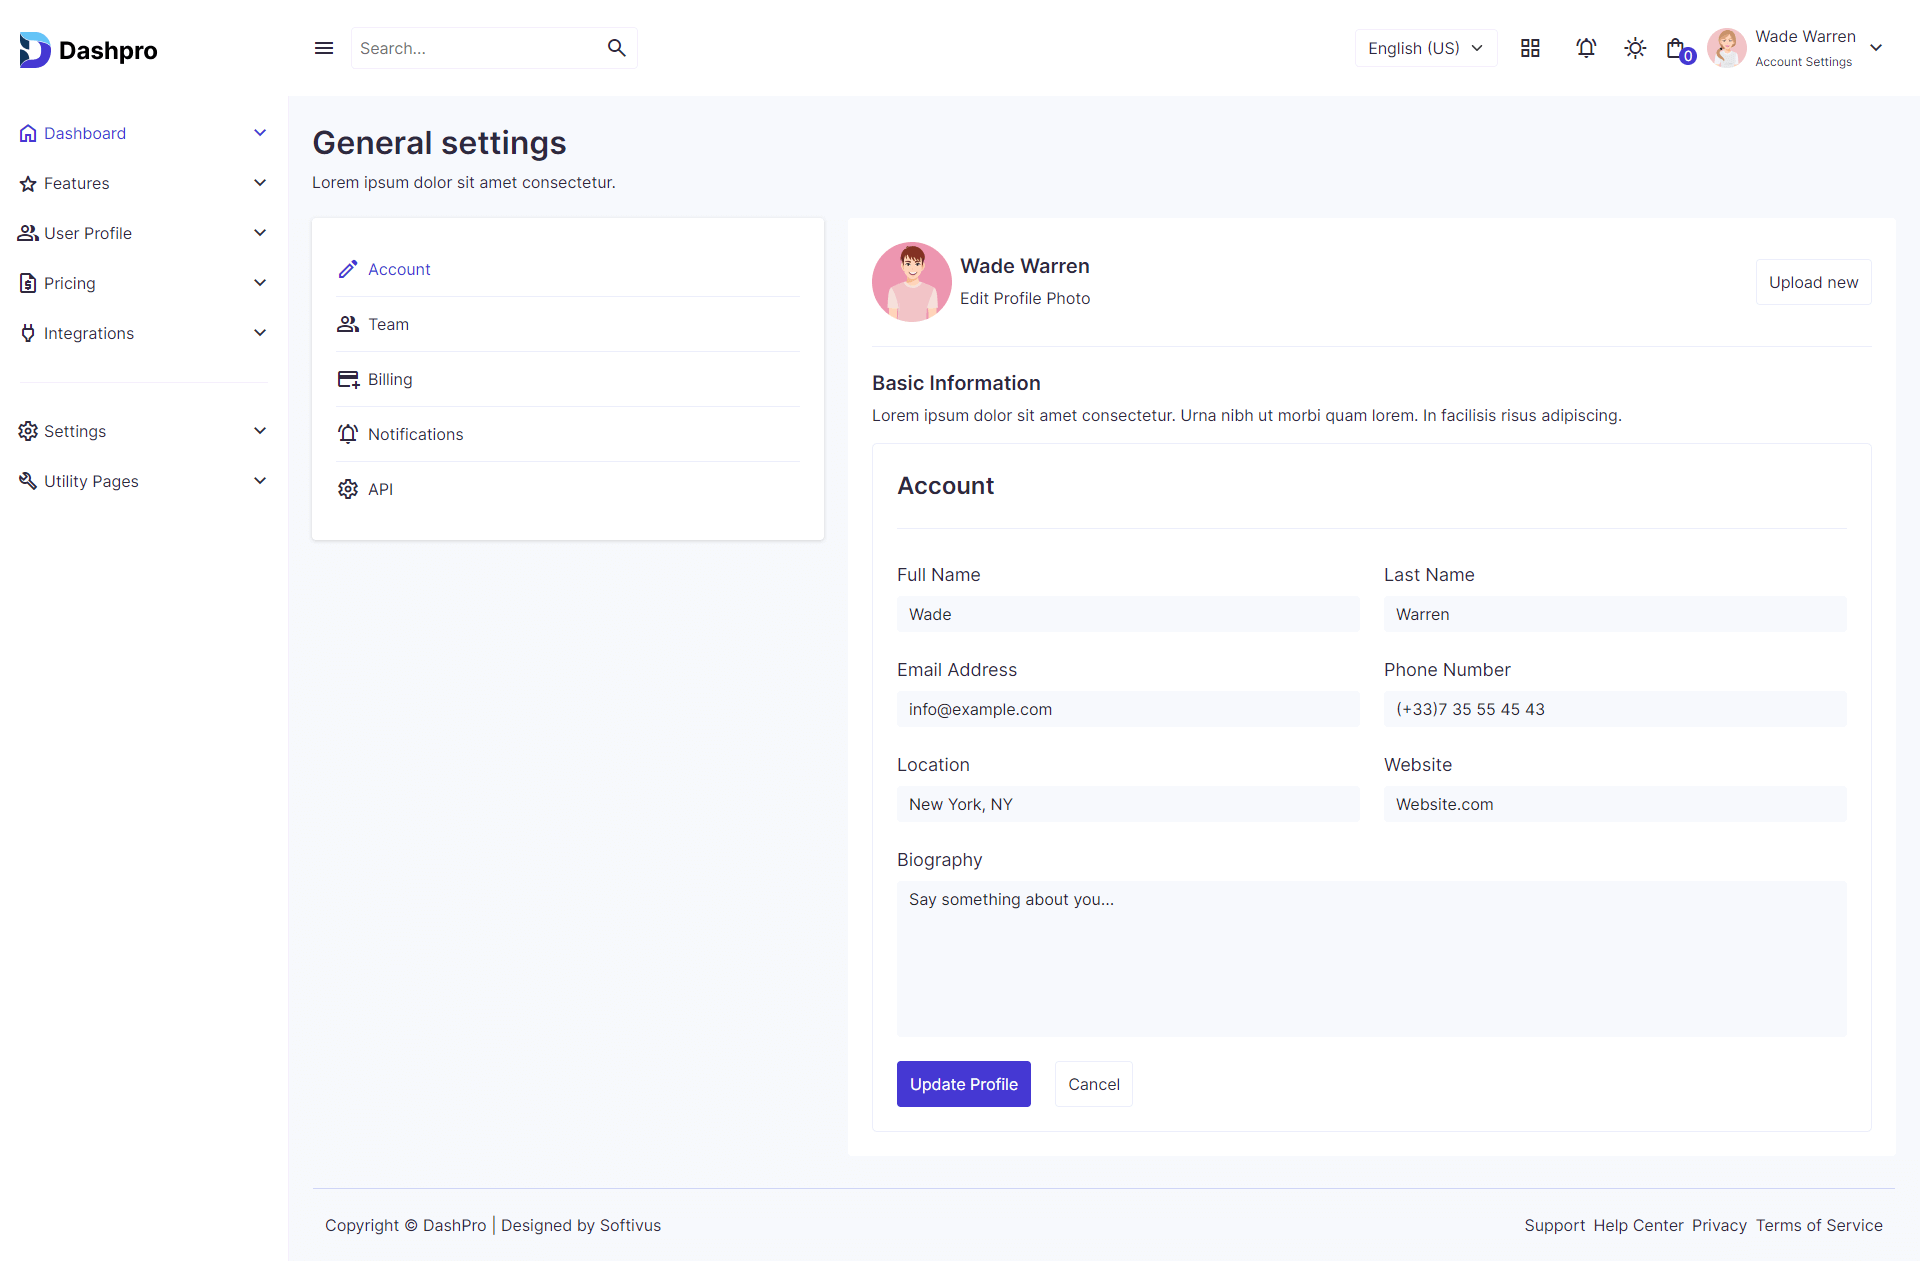 Dashpro
Search...
English (US)
0
Wade Warren
Account Settings
Dashboard
Features
User Profile
Pricing
Integrations
Settings
Utility Pages
General settings
Lorem ipsum dolor sit amet consectetur.
Account
Team
Billing
Notifications
API
Wade Warren
Edit Profile Photo
Upload new
Basic Information
Lorem ipsum dolor sit amet consectetur. Urna nibh ut morbi quam lorem. In facilisis risus adipiscing.
Account
Full Name
Last Name
Wade
Warren
Email Address
Phone Number
info@example.com
(+33)7 35 55 45 43
Location
Website
New York, NY
Website.com
Biography
Say something about you...
Update Profile
Cancel
Copyright © DashPro | Designed by Softivus
Support Help Center Privacy Terms of Service